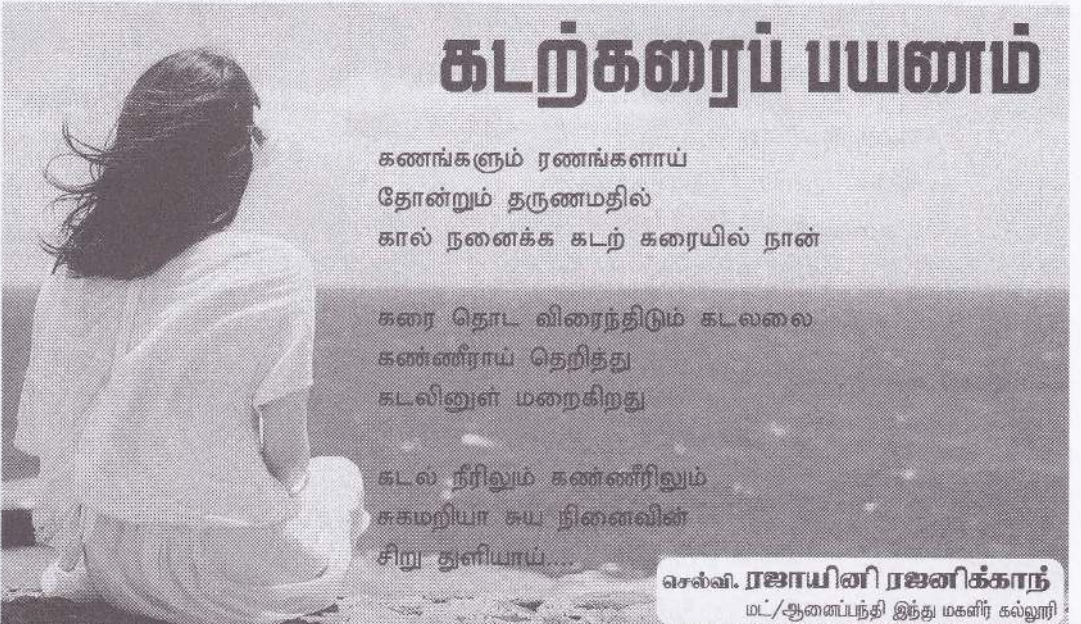 கடற்கரைப் பயணம்
கணங்களும் ரணங்களாய்
தோன்றும் தருணமதில்
கால் நனைக்க கடற் கரையில் நான்
கரை தொட விரைந்திடும் கடலலை
கண்ணீராய் தெறித்து
கடலினுள் மறைகிறது
கடல் நீரிலும் கண்ணீரிலும்
சுகமறியா சுய நினைவின்
சிறு துளியாய்....
செல்வி. ரஜாயினி ரஜனிக்காந்
மட்/ஆனைப்பந்தி இந்து மகளிர் கல்லூரி